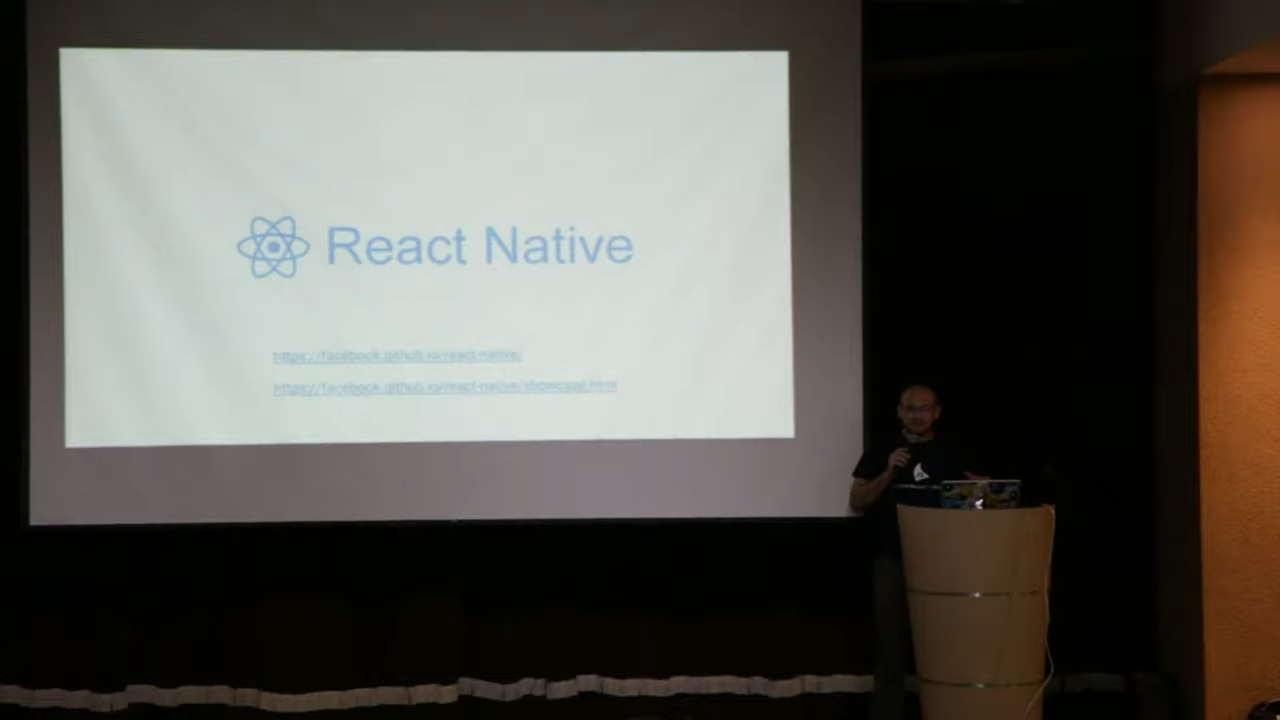 React Native
https://facebook.github.io/react-native/
https://facebook.github.io/react-native/showcase.html